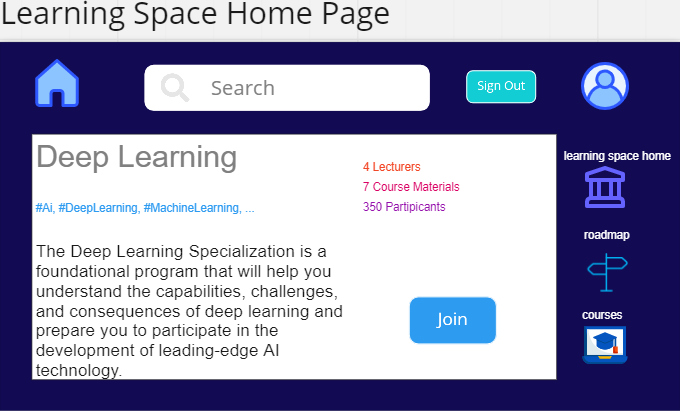 Learning Space Home Page
Search
Sign Out
Deep Learning
#Ai, #DeepLearning, #MachineLearning, ...
4 Lecturers
7 Course Materials
350 Partipicants
The Deep Learning Specialization is a
foundational program that will help you
understand the capabilities, challenges,
and consequences of deep learning and
prepare you to participate in the
development of leading-edge AI
technology.
Join
learning space home
roadmap
courses